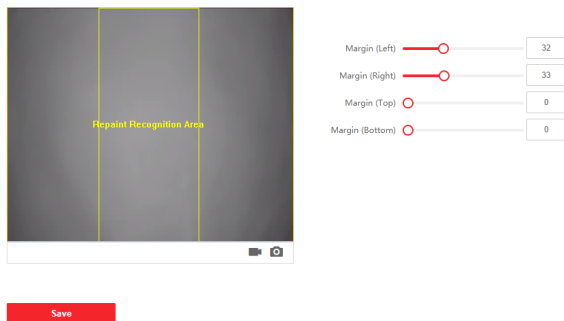 Margin (Left) 32
Margin (Right) 33
Margin (Top) 0
Repaint Recognition Area
Margin (Bottom) 0
Save